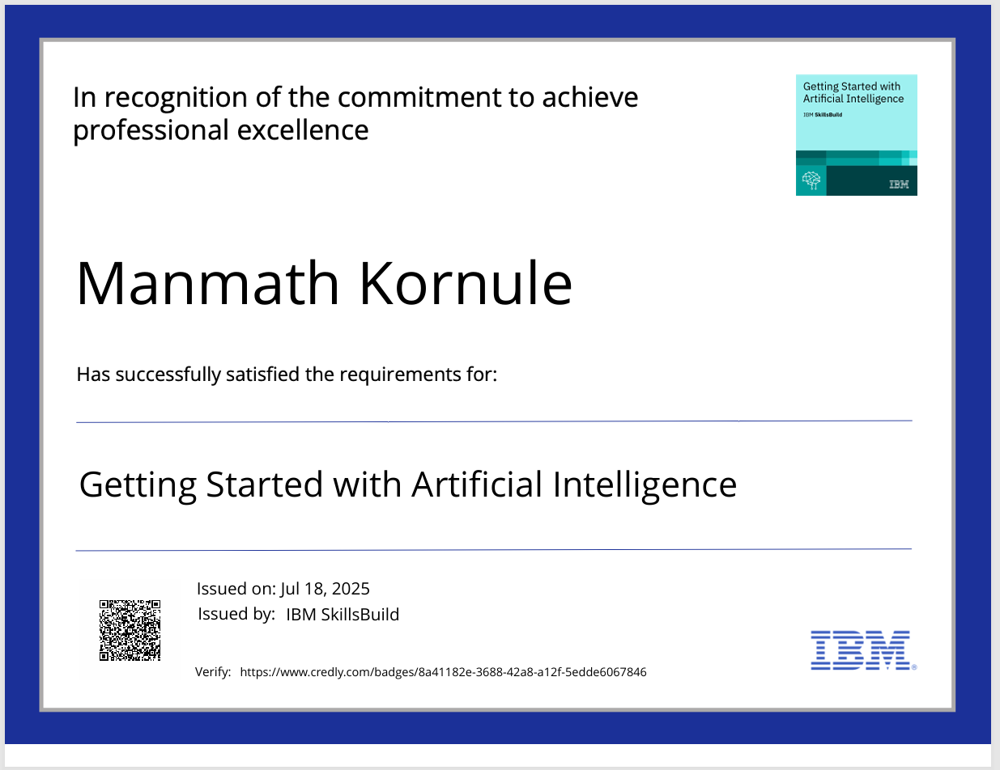 In recognition of the commitment to achieve
professional excellence
Getting Started with
Artificial Intelligence
IBM SkillsBuild
IBM
Manmath Kornule
Has successfully satisfied the requirements for:
Getting Started with Artificial Intelligence
Issued on: Jul 18, 2025
Issued by: IBM SkillsBuild
IBM®
Verify: https://www.credly.com/badges/8a41182e-3688-42a8-a12f-5edde6067846